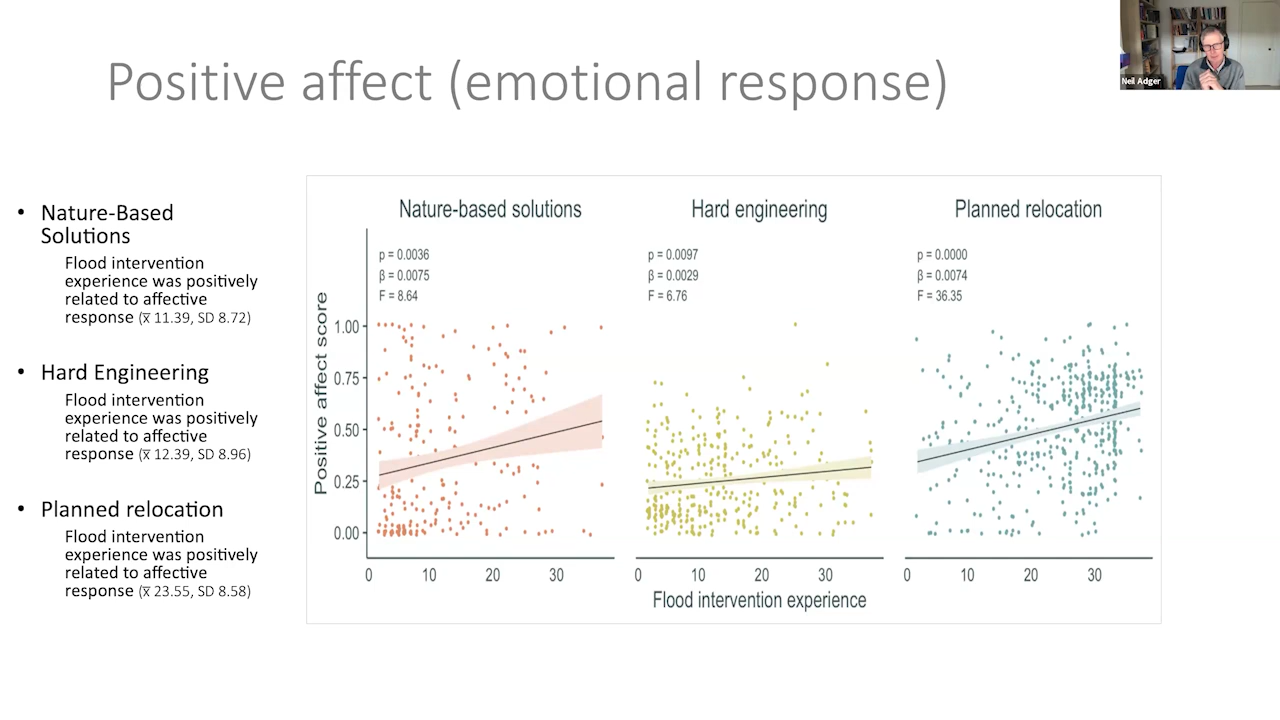 Positive affect (emotional response)
Neil Adger
• Nature-Based
Solutions
Flood intervention
experience was positively
related to affective
response (x̅ 11.39, SD 8.72)
• Hard Engineering
Flood intervention
experience was positively
related to affective
response (x̅ 12.39, SD 8.96)
• Planned relocation
Flood intervention
experience was positively
related to affective
response (x̅ 23.55, SD 8.58)
Nature-based solutions
p = 0.0036
β = 0.0075
F = 8.64
Hard engineering
p = 0.0097
β = 0.0029
F = 6.76
Planned relocation
p = 0.0000
β = 0.0074
F = 36.35
Positive affect score
1.00
0.75
0.50
0.25
0.00
0 10 20 30
0 10 20 30
0 10 20 30
Flood intervention experience